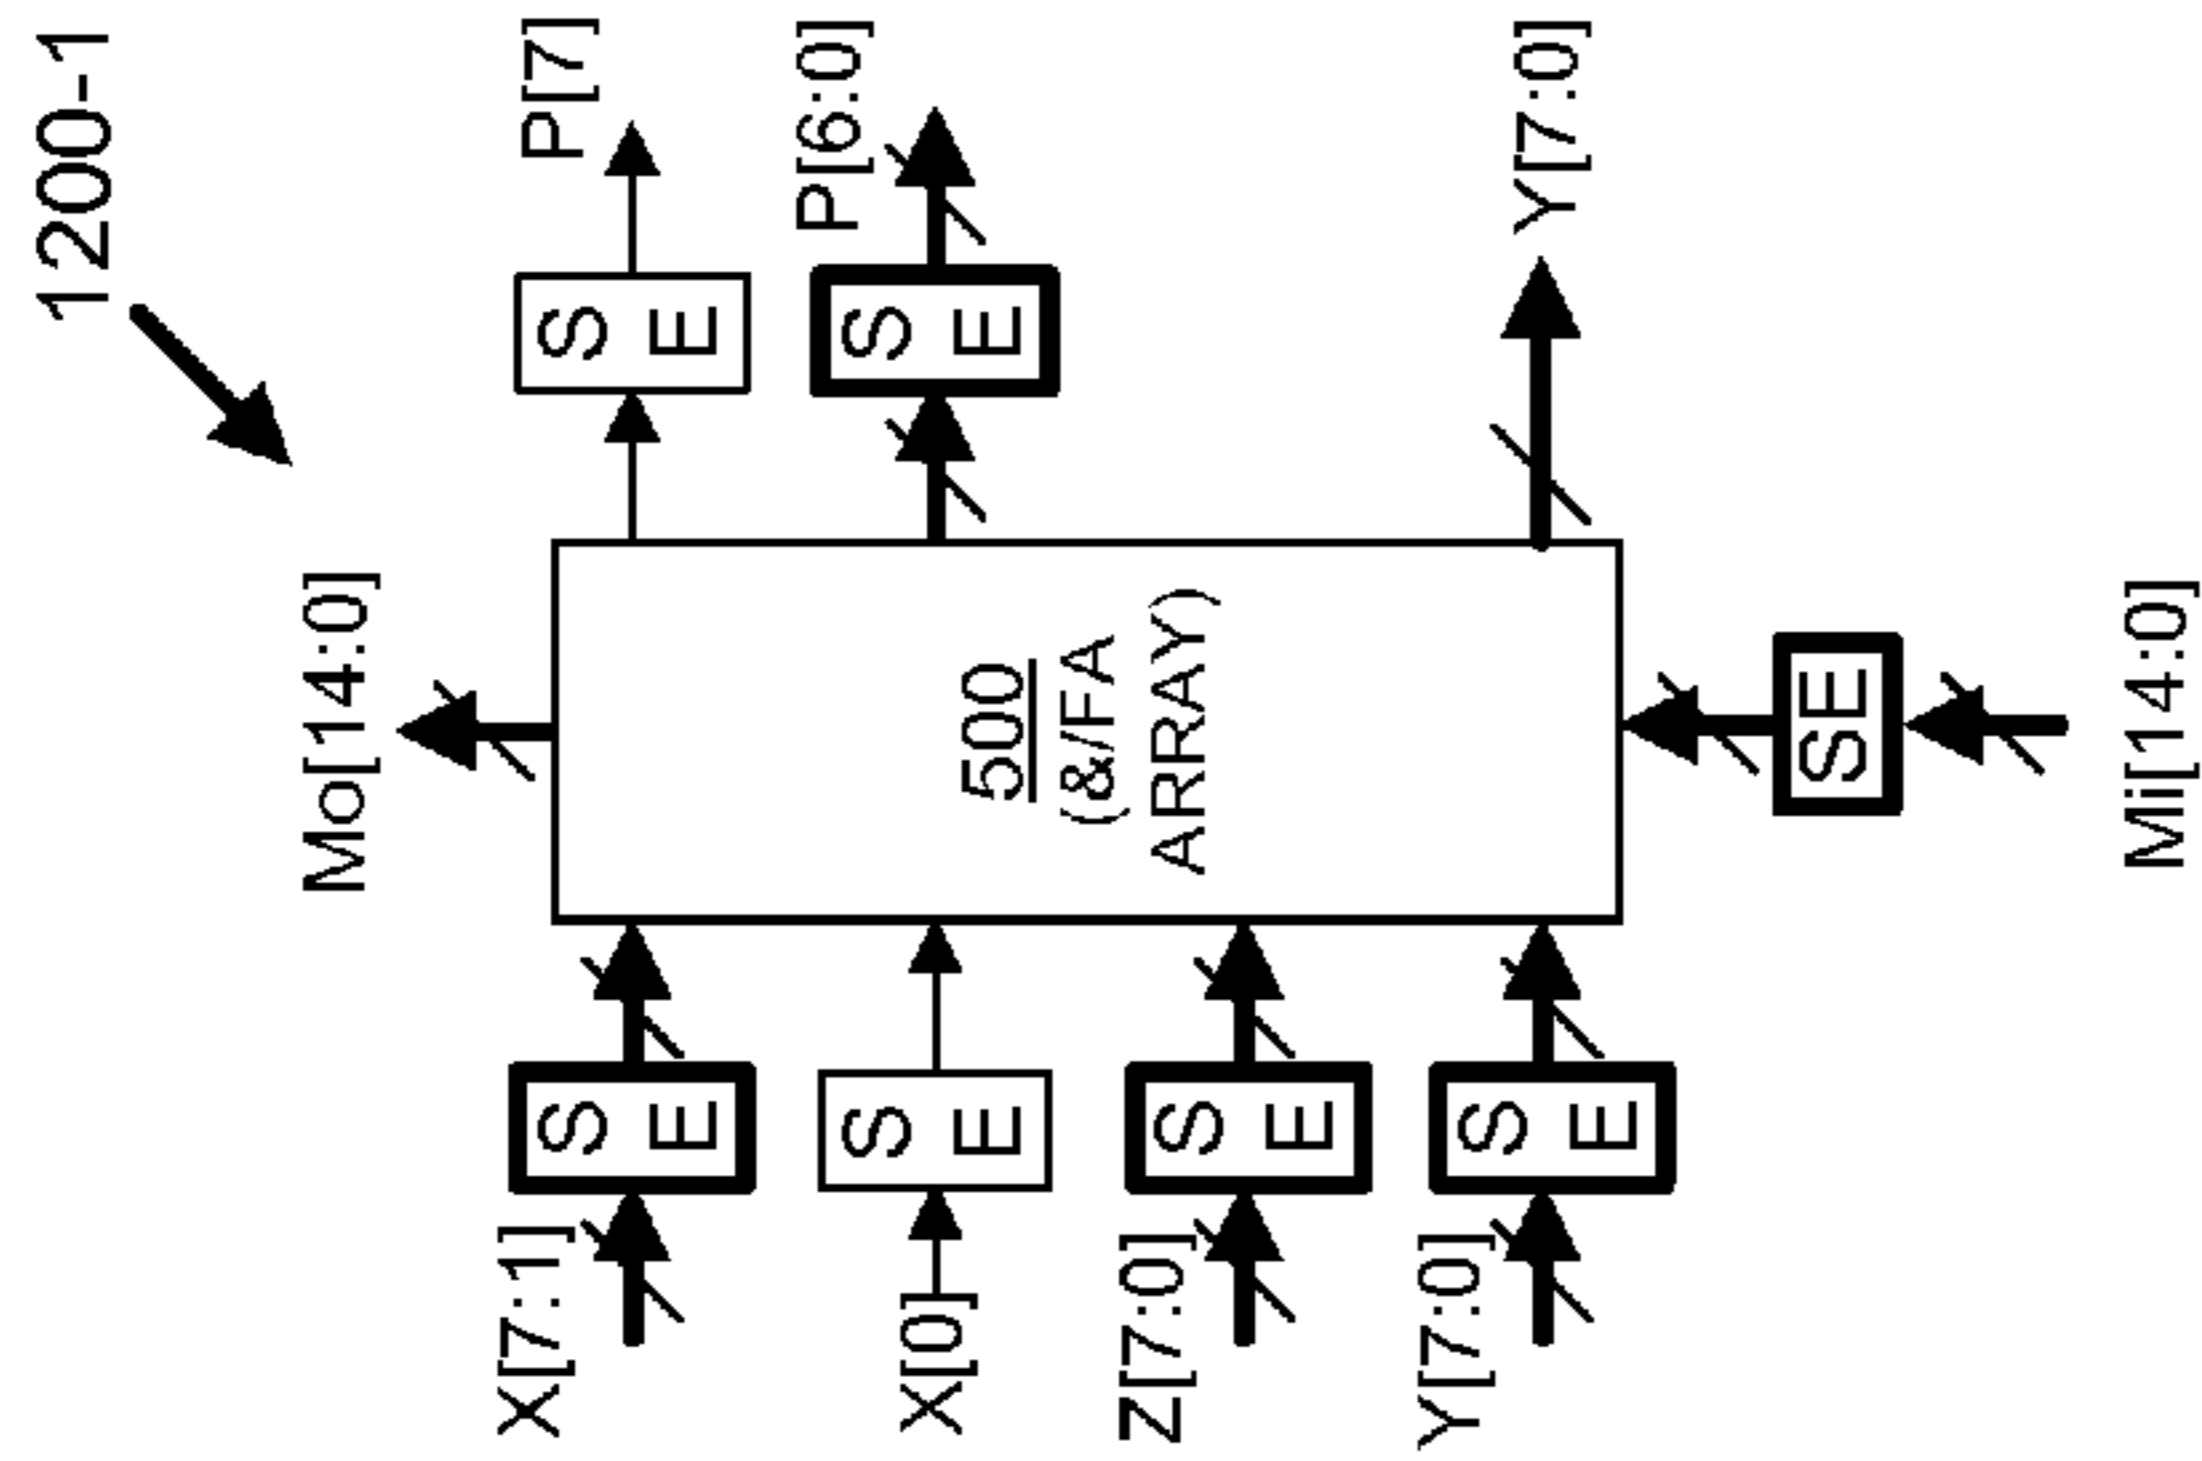 1200-1
Mo[14:0]
X[7:1]
S
E
S
E
P[7]
X[0]
S
E
S
E
P[6:0]
500
(&/FA
ARRAY)
Z[7:0]
S
E
Y[7:0]
S
E
Y[7:0]
SE
Mi[14:0]